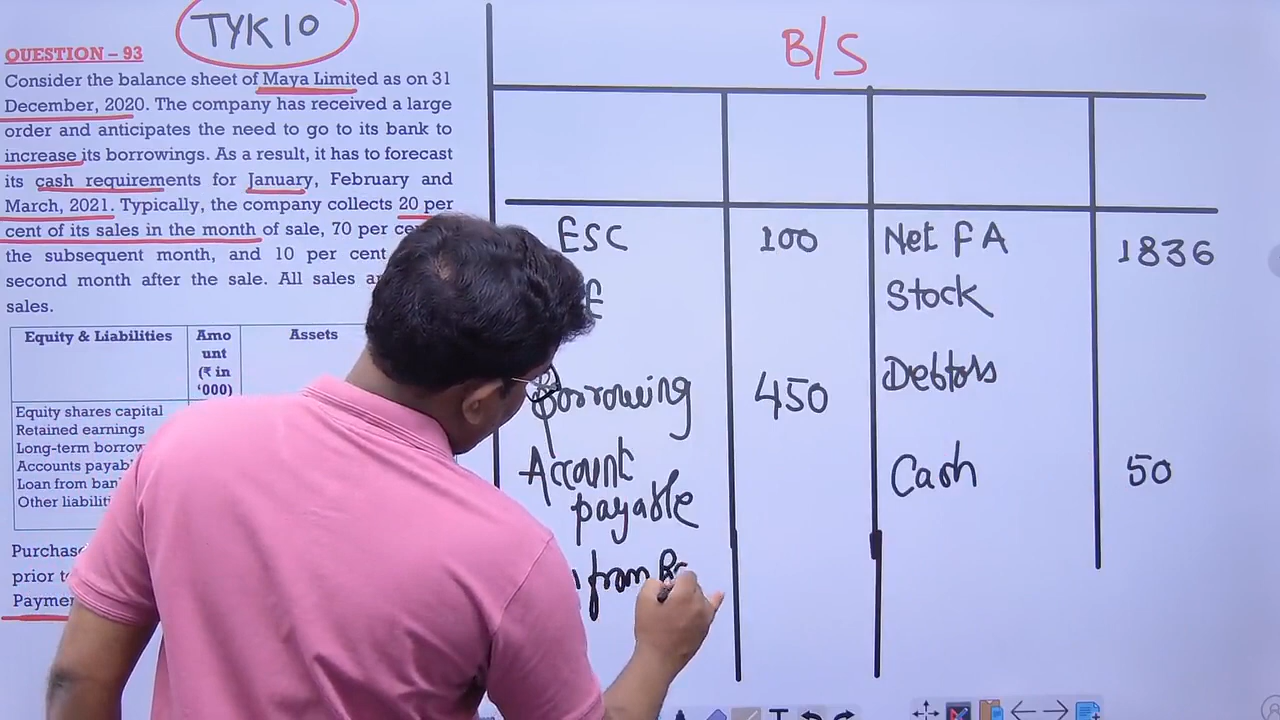 TYK 10
QUESTION – 93
Consider the balance sheet of Maya Limited as on 31
December, 2020. The company has received a large
order and anticipates the need to go to its bank to
increase its borrowings. As a result, it has to forecast
its cash requirements for January, February and
March, 2021. Typically, the company collects 20 per
cent of its sales in the month of sale, 70 per
the subsequent month, and 10 per cent
second month after the sale. All sales
sales.
Equity & Liabilities
Amo
unt
(₹ in
‘000)
Assets
Equity shares capital
Retained earnings
Long-term
Accounts
Loan from
Other
prior
B/S
ESC 100 Net FA 1836
Stock
Borrowing 450 Debtors
Account
payable
Cash 50
from